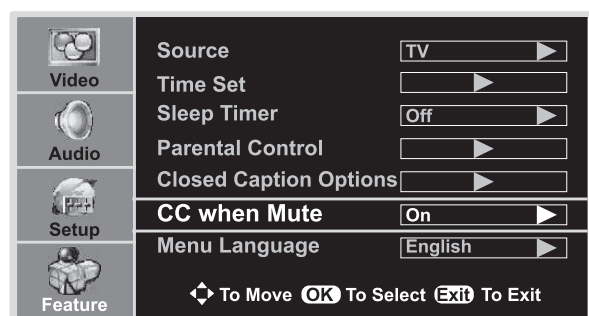 Video
Audio
Setup
Feature
Source TV
Time Set
Sleep Timer Off
Parental Control
Closed Caption Options
CC when Mute On
Menu Language English
To Move OK To Select Exit To Exit